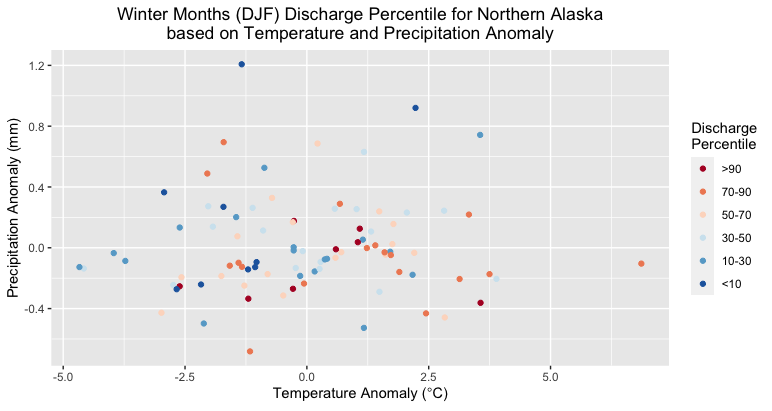 Winter Months (DJF) Discharge Percentile for Northern Alaska
based on Temperature and Precipitation Anomaly
Precipitation Anomaly (mm)
1.2
0.8
0.4
0.0
-0.4
-5.0
-2.5
0.0
2.5
5.0
Temperature Anomaly (°C)
Discharge
Percentile
>90
70-90
50-70
30-50
10-30
<10